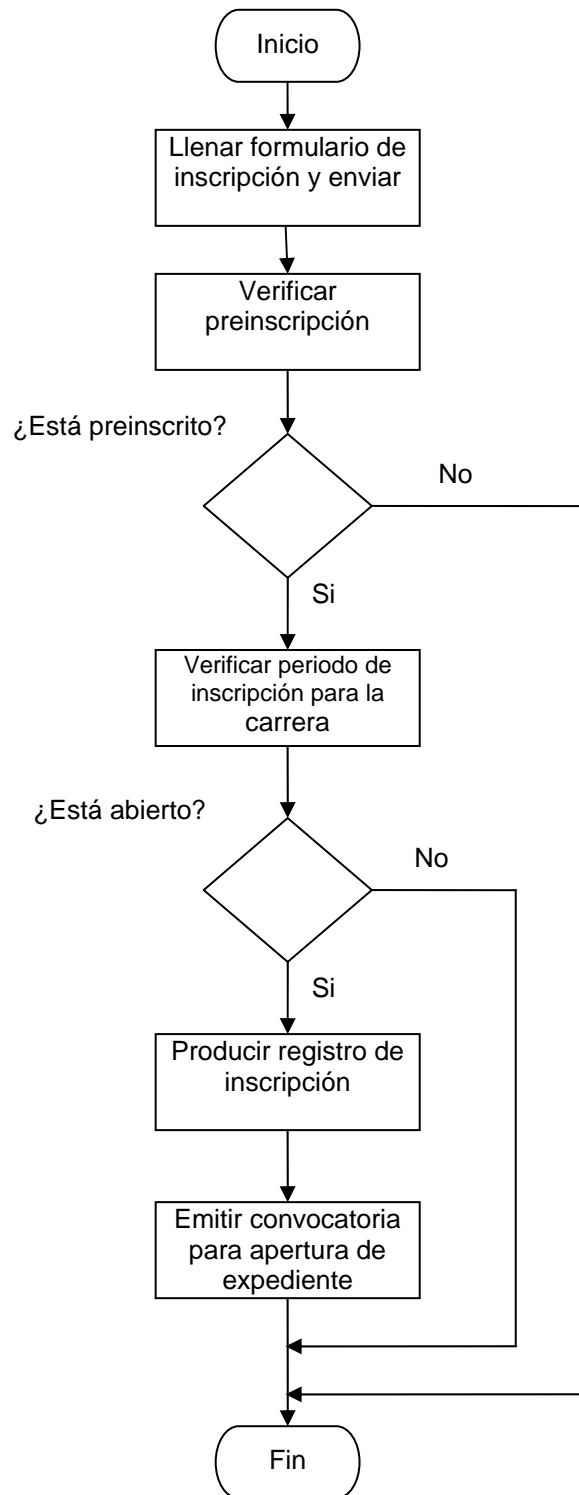 Inicio
Llenar formulario de
inscripción y enviar
Verificar
preinscripción
¿Está preinscrito?
No
Si
Verificar periodo de
inscripción para la
carrera
¿Está abierto?
No
Si
Producir registro de
inscripción
Emitir convocatoria
para apertura de
expediente
Fin